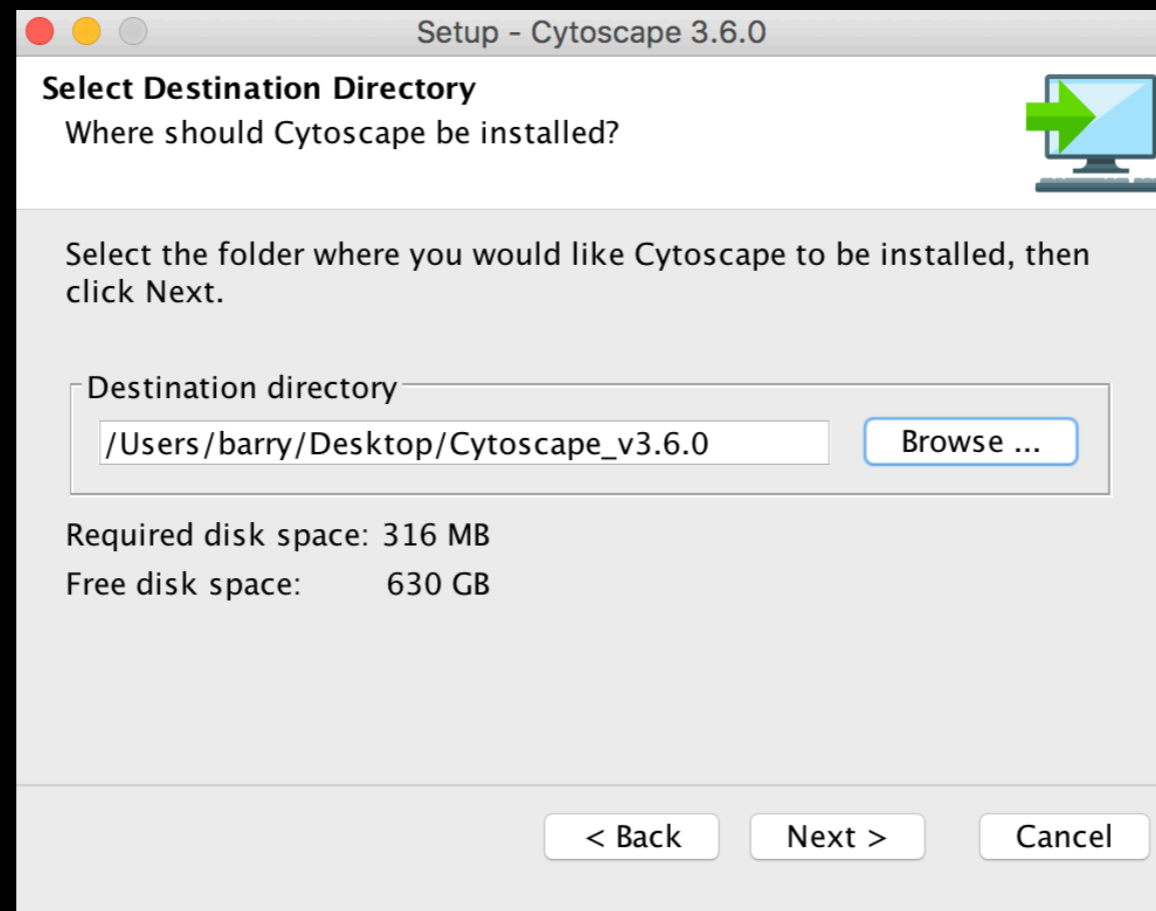 Setup - Cytoscape 3.6.0
Select Destination Directory
Where should Cytoscape be installed?
Select the folder where you would like Cytoscape to be installed, then
click Next.
Destination directory
/Users/barry/Desktop/Cytoscape_v3.6.0
Browse ...
Required disk space: 316 MB
Free disk space: 630 GB
< Back
Next >
Cancel